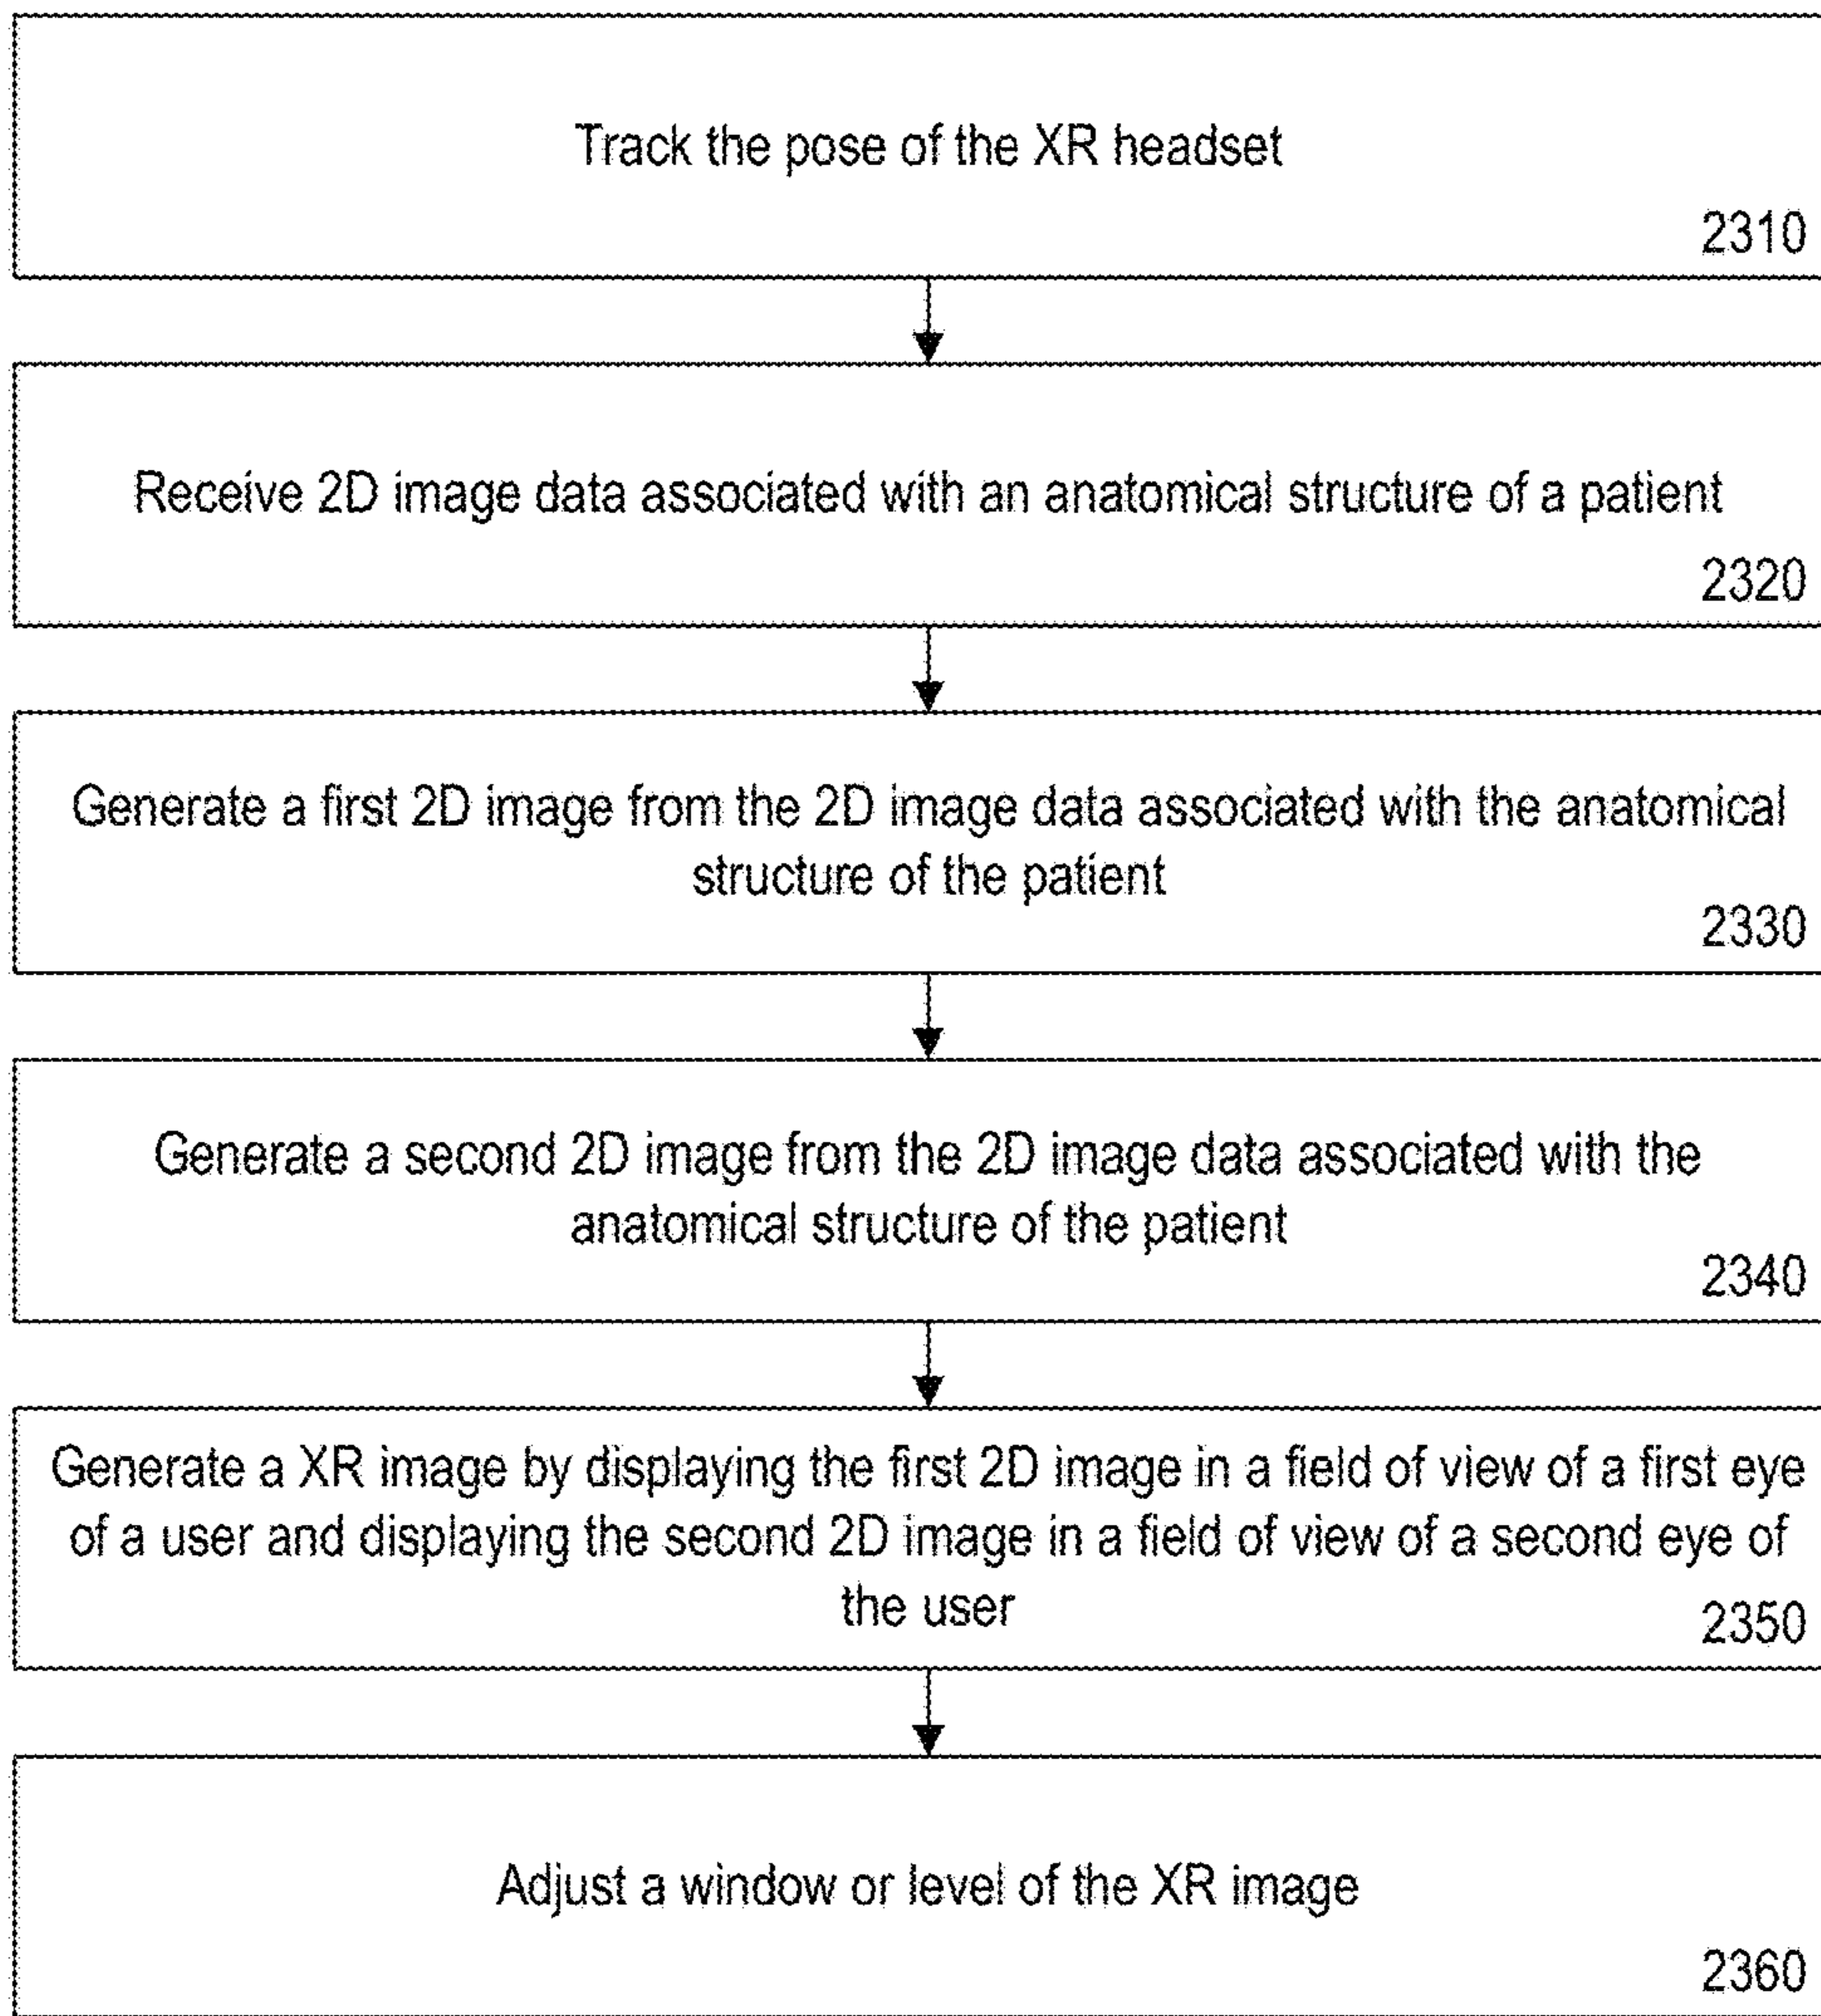 Track the pose of the XR headset
2310
Receive 2D image data associated with an anatomical structure of a patient
2320
Generate a first 2D image from the 2D image data associated with the anatomical
structure of the patient
2330
Generate a second 2D image from the 2D image data associated with the
anatomical structure of the patient
2340
Generate a XR image by displaying the first 2D image in a field of view of a first eye
of a user and displaying the second 2D image in a field of view of a second eye of
the user
2350
Adjust a window or level of the XR image
2360